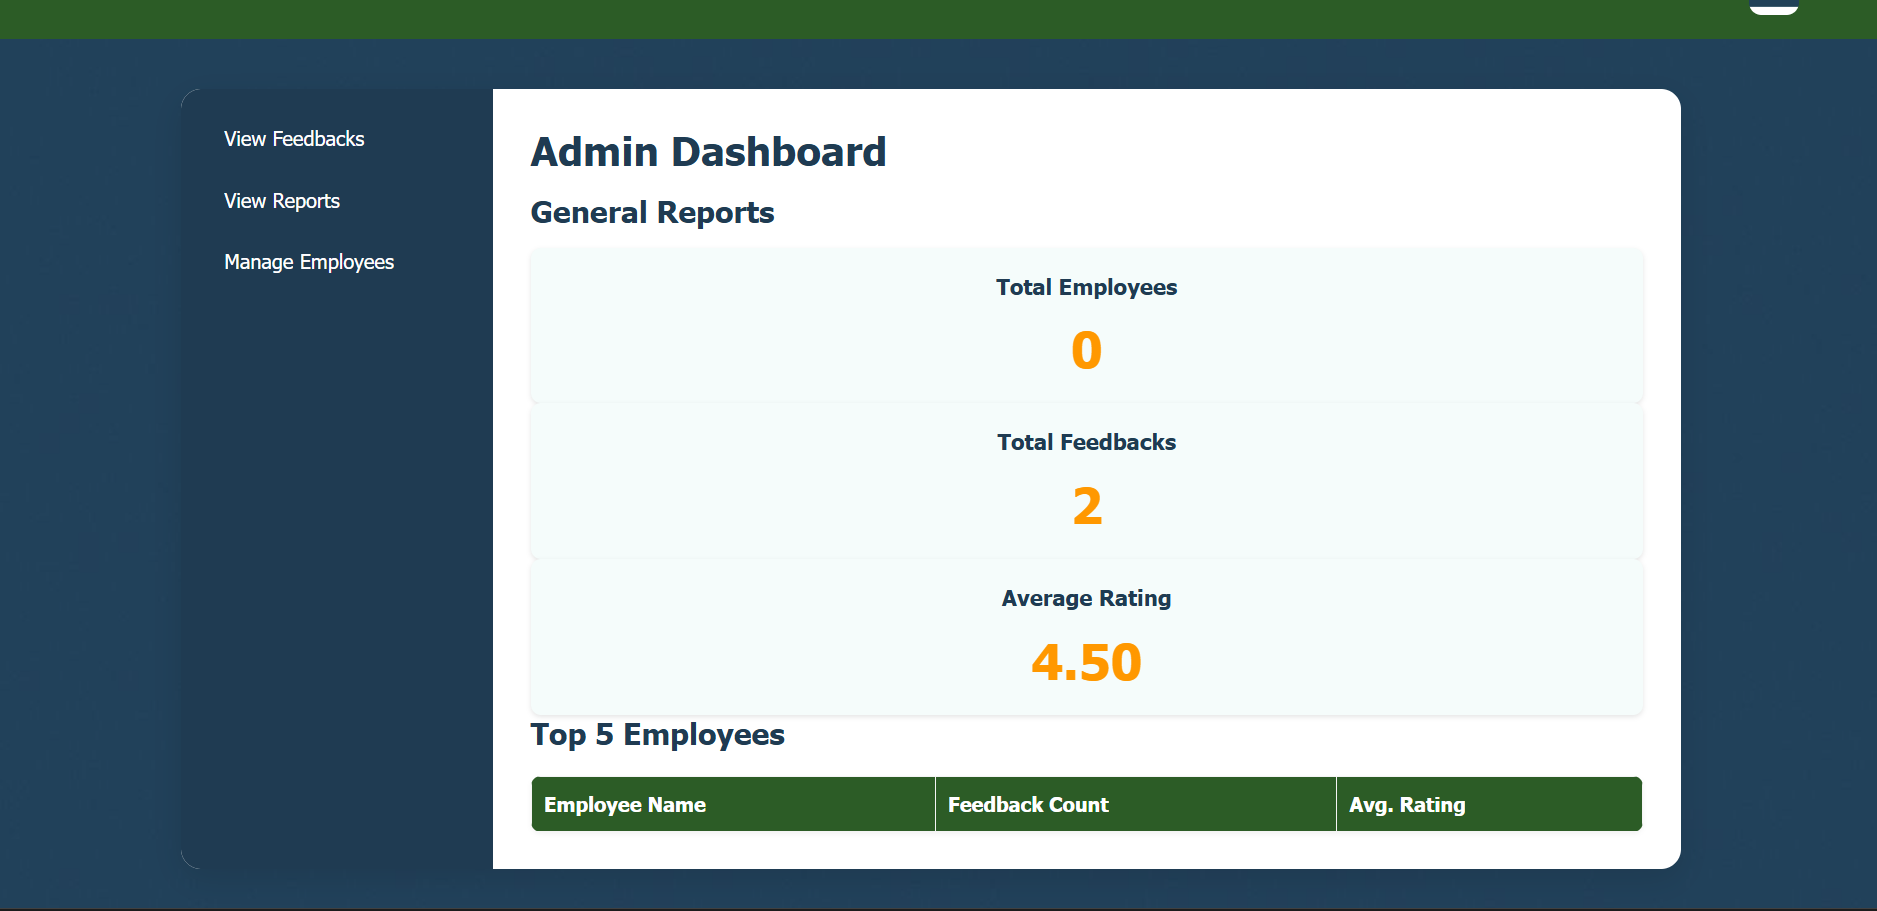 View Feedbacks
View Reports
Manage Employees
Admin Dashboard
General Reports
Total Employees
0
Total Feedbacks
2
Average Rating
4.50
Top 5 Employees
Employee Name Feedback Count Avg. Rating